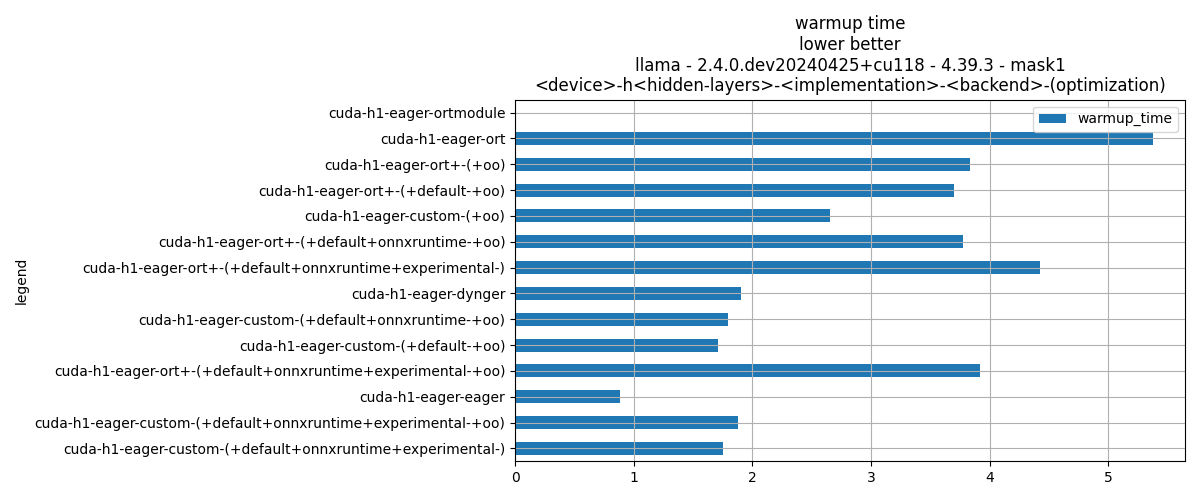 warmup time
lower better
llama - 2.4.0.dev20240425+cu118 - 4.39.3 - mask1
<device>-h<hidden-layers>-<implementation>-<backend>-(optimization)
warmup_time
legend
cuda-h1-eager-ortmodule
cuda-h1-eager-ort
cuda-h1-eager-ort+-(+oo)
cuda-h1-eager-ort+-(+default-+oo)
cuda-h1-eager-custom-(+oo)
cuda-h1-eager-ort+-(+default+onnxruntime-+oo)
cuda-h1-eager-ort+-(+default+onnxruntime+experimental-)
cuda-h1-eager-dynger
cuda-h1-eager-custom-(+default+onnxruntime-+oo)
cuda-h1-eager-custom-(+default-+oo)
cuda-h1-eager-ort+-(+default+onnxruntime+experimental-+oo)
cuda-h1-eager-eager
cuda-h1-eager-custom-(+default+onnxruntime+experimental-+oo)
cuda-h1-eager-custom-(+default+onnxruntime+experimental-)
0 1 2 3 4 5